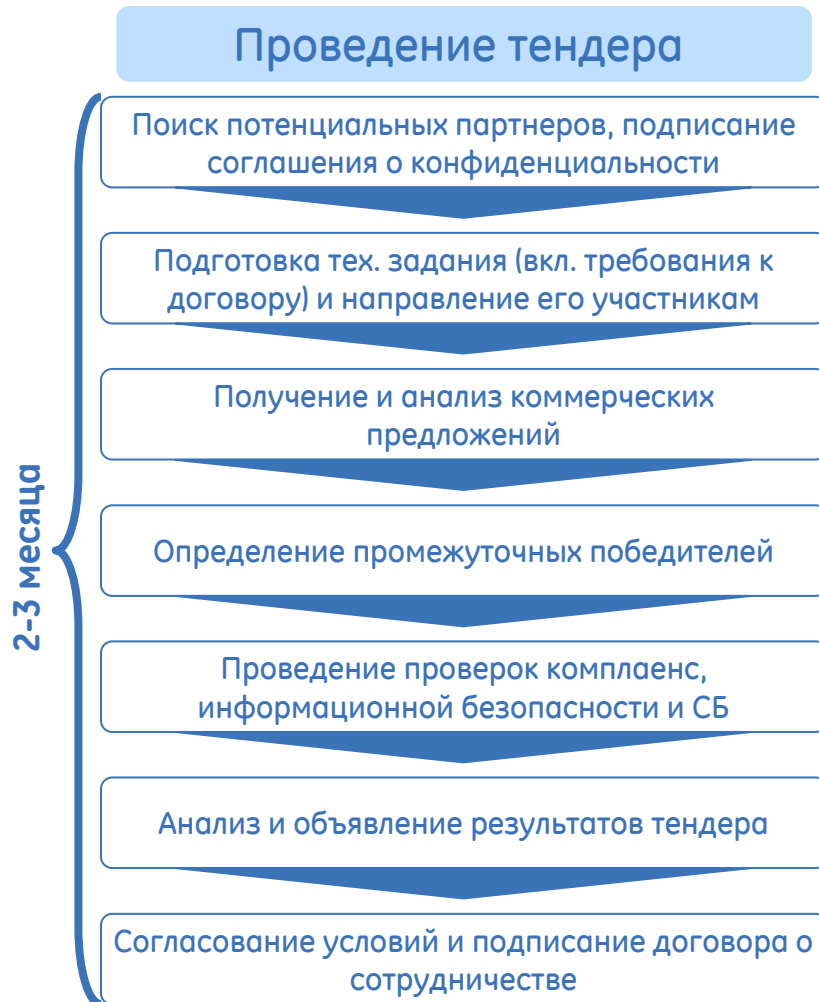 Проведение тендера
Поиск потенциальных партнеров, подписание
соглашения о конфиденциальности
Подготовка тех. задания (вкл. требования к
договору) и направление его участникам
Получение и анализ коммерческих
предложений
Определение промежуточных победителей
Проведение проверок комплаенс,
информационной безопасности и СБ
Анализ и объявление результатов тендера
Согласование условий и подписание договора о
сотрудничестве
2-3 месяца